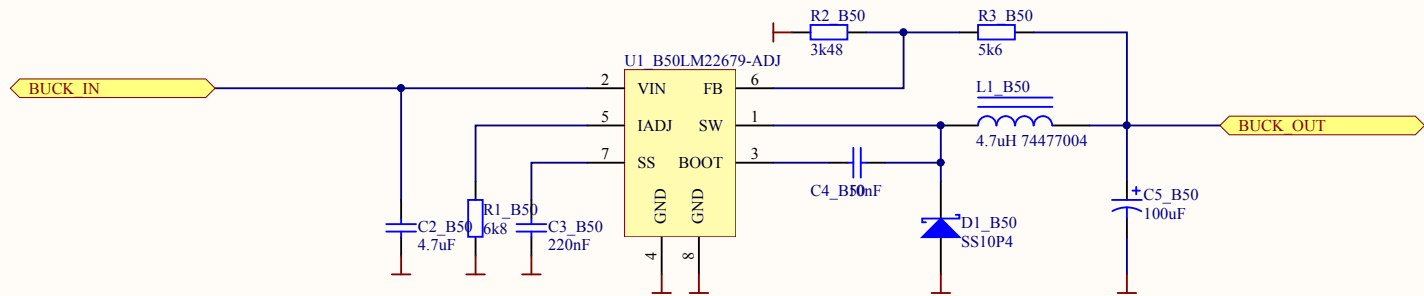 R2_B50
3k48
R3_B50
5k6
U1_B50LM22679-ADJ
BUCK_IN
2
VIN
FB
6
L1_B50
5
IADJ
SW
1
4.7uH 74477004
BUCK_OUT
7
SS
BOOT
3
C4_B50
10nF
GND
GND
4
8
C2_B50
4.7uF
R1_B50
6k8
C3_B50
220nF
D1_B50
SS10P4
+
C5_B50
100uF